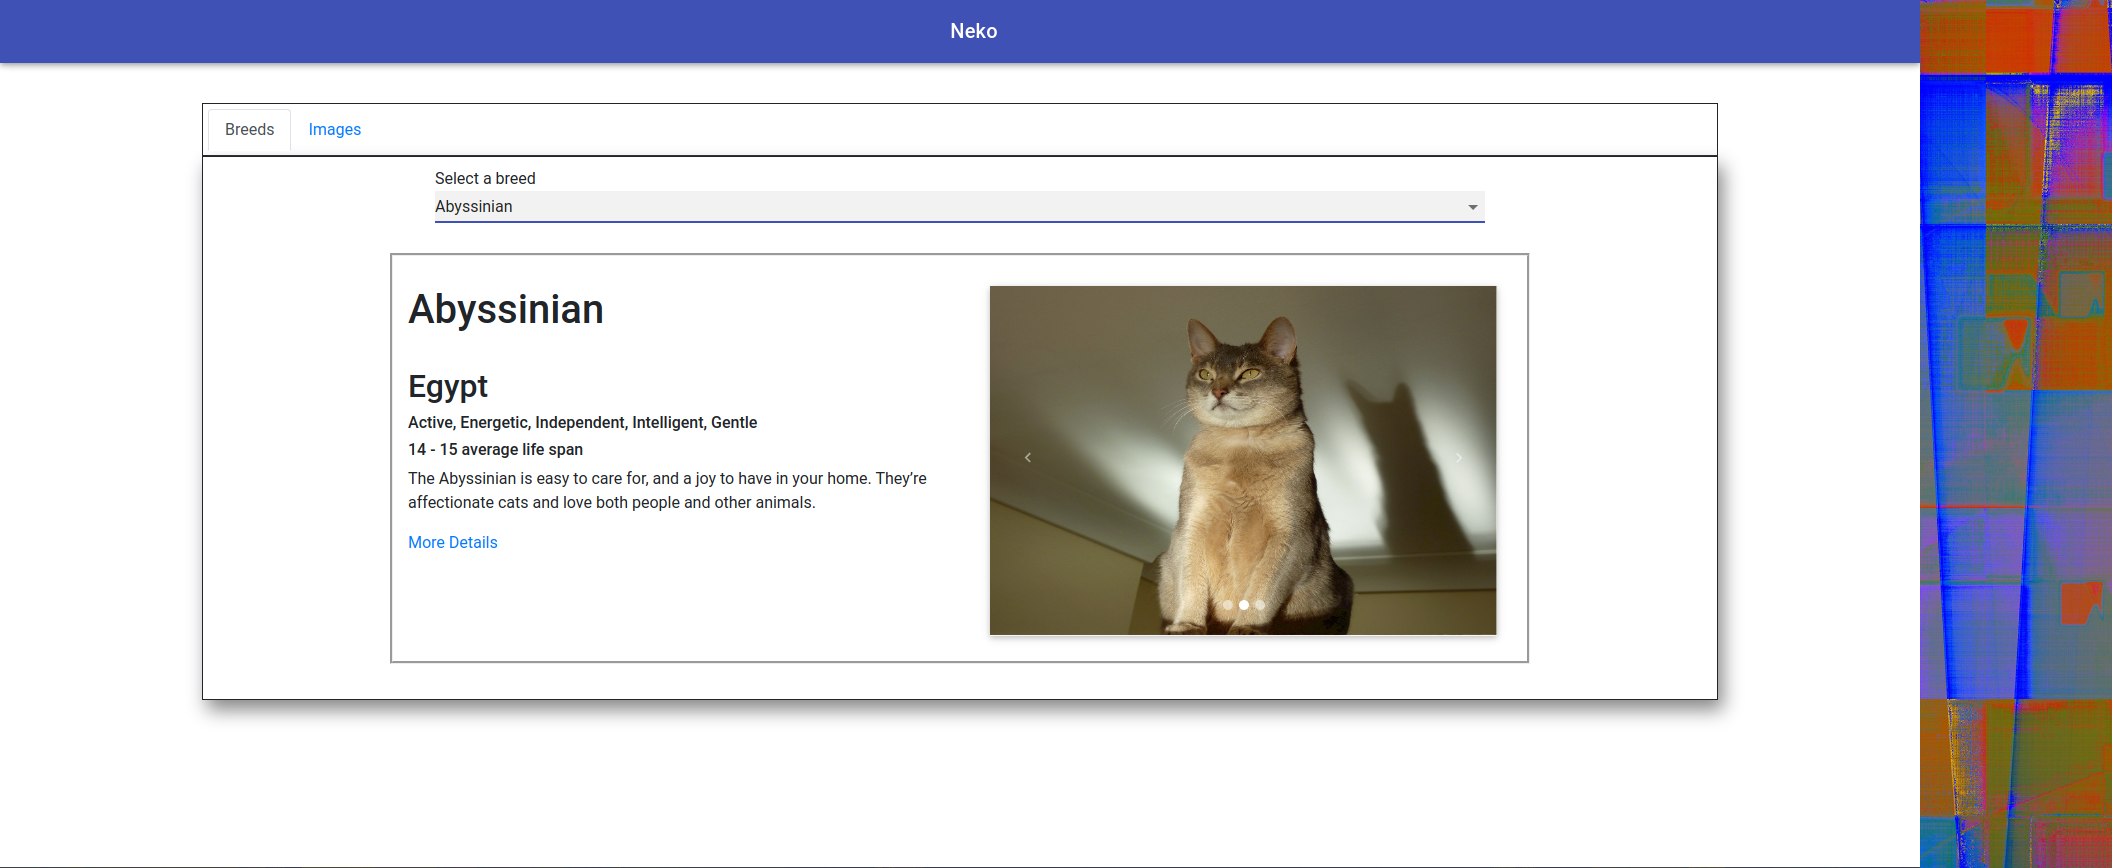 Neko
Breeds
Images
Select a breed
Abyssinian
Abyssinian
Egypt
Active, Energetic, Independent, Intelligent, Gentle
14 - 15 average life span
The Abyssinian is easy to care for, and a joy to have in your home. They’re
affectionate cats and love both people and other animals.
More Details